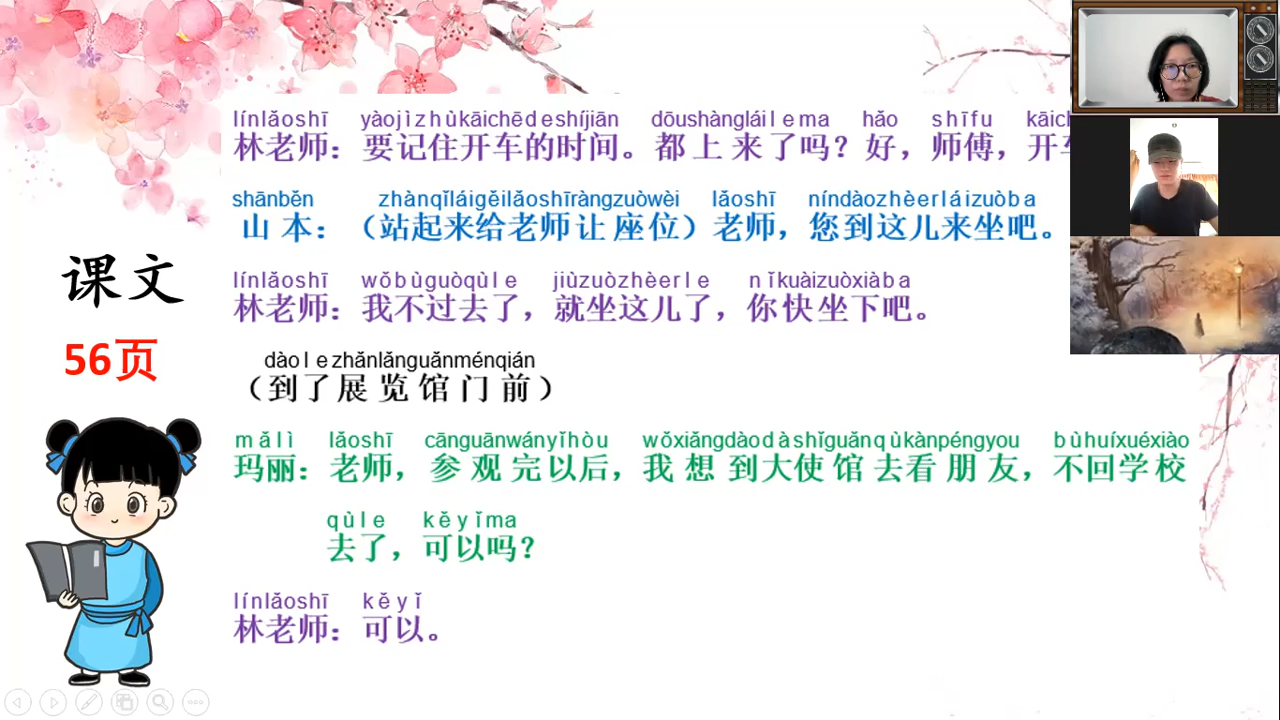 línlǎoshī yàojìzhùkāichēdeshíjiān dōushàngláilema hǎo shīfu
林老师：要记住开车的时间。都上来了吗？好，师傅，开
shānběn zhànqǐláigěilǎoshīràngzuòwèi lǎoshī níndàozhèerláizuòba
山本：（站起来给老师让座位）老师，您到这儿来坐吧。
línlǎoshī wǒbùguòqùle jiùzuòzhèerle nǐkuàizuòxiàba
林老师：我不过去了，就坐这儿了，你快坐下吧。
课文
56页
dàolezhǎnlǎnguǎnménqián
（到了展览馆门前）
mǎlì lǎoshī cānguānwányǐhòu wǒxiǎngdàodàshǐguǎnqùkànpéngyou bùhuíxuéxiào
玛丽：老师，参观完以后，我想到大使馆去看朋友，不回学校
qùle kěyǐma
去了，可以吗？
línlǎoshī kěyǐ
林老师：可以。